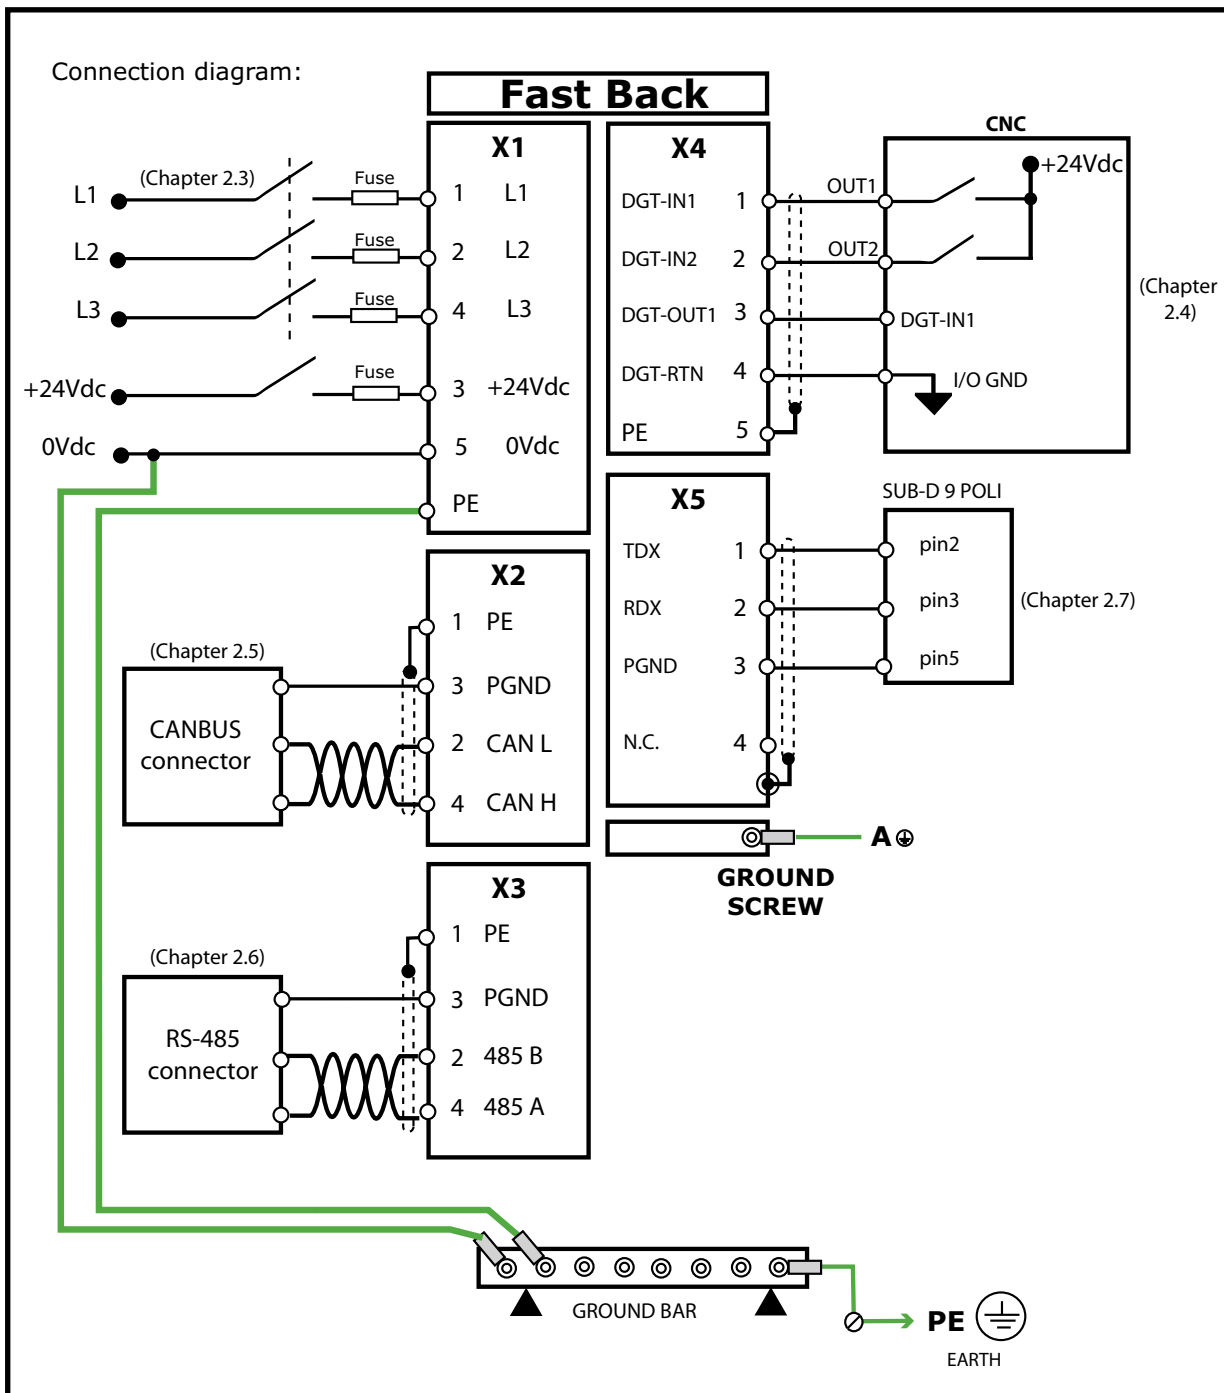 Connection diagram:
Fast Back
X1
(Chapter 2.3)
L1
Fuse
1 L1
L2
Fuse
2 L2
L3
Fuse
4 L3
+24Vdc
Fuse
3 +24Vdc
0Vdc
5 0Vdc
PE
X4
DGT-IN1 1
DGT-IN2 2
DGT-OUT1 3
DGT-RTN 4
PE 5
CNC
+24Vdc
OUT1
OUT2
DGT-IN1
I/O GND
(Chapter
2.4)
X2
1 PE
3 PGND
2 CAN L
4 CAN H
(Chapter 2.5)
CANBUS
connector
X5
TDX 1
RDX 2
PGND 3
N.C. 4
SUB-D 9 POLI
pin2
pin3
pin5
(Chapter 2.7)
A
GROUND
SCREW
X3
1 PE
3 PGND
2 485 B
4 485 A
(Chapter 2.6)
RS-485
connector
GROUND BAR
PE
EARTH